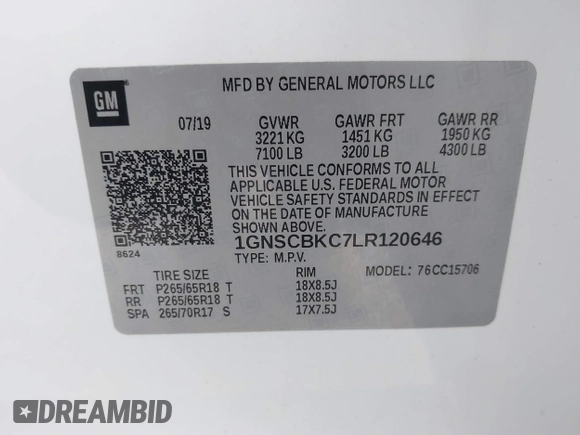 GM
MFD BY GENERAL MOTORS LLC
07/19 GVWR GAWR FRT GAWR RR
3221 KG 1451 KG 1950 KG
7100 LB 3200 LB 4300 LB
THIS VEHICLE CONFORMS TO ALL
APPLICABLE U.S. FEDERAL MOTOR
VEHICLE SAFETY STANDARDS IN EFFECT
ON THE DATE OF MANUFACTURE
SHOWN ABOVE.
1GNSCBKC7LR120646
8624 TYPE: M.P.V.
TIRE SIZE RIM MODEL: 76CC15706
FRT P265/65R18 T 18X8.5J
RR P265/65R18 T 18X8.5J
SPA 265/70R17 S 17X7.5J
DREAMBID